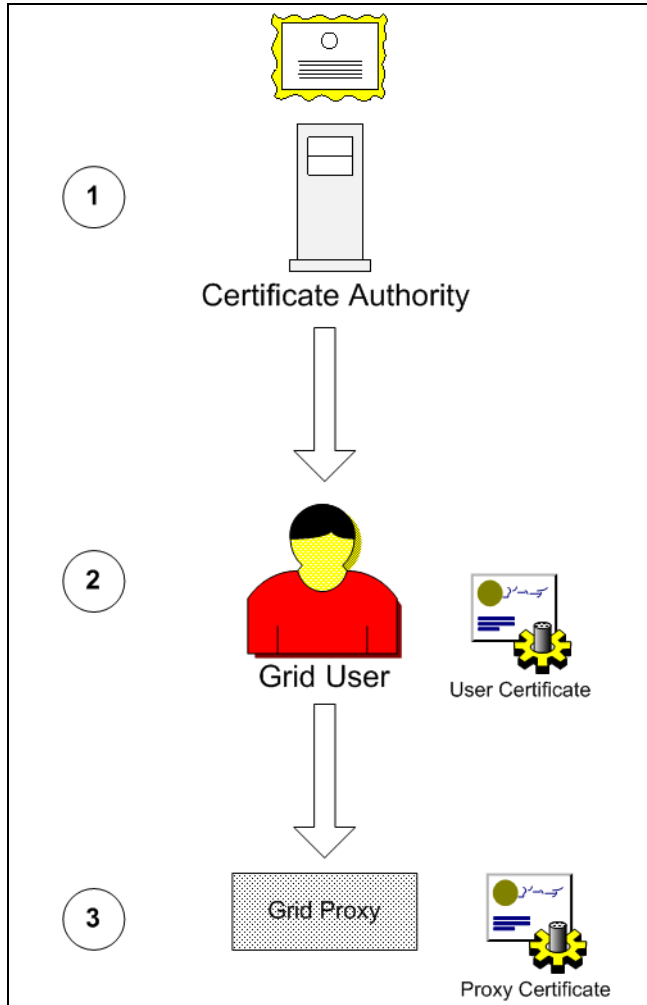 1
Certificate Authority
2
Grid User
User Certificate
3
Grid Proxy
Proxy Certificate